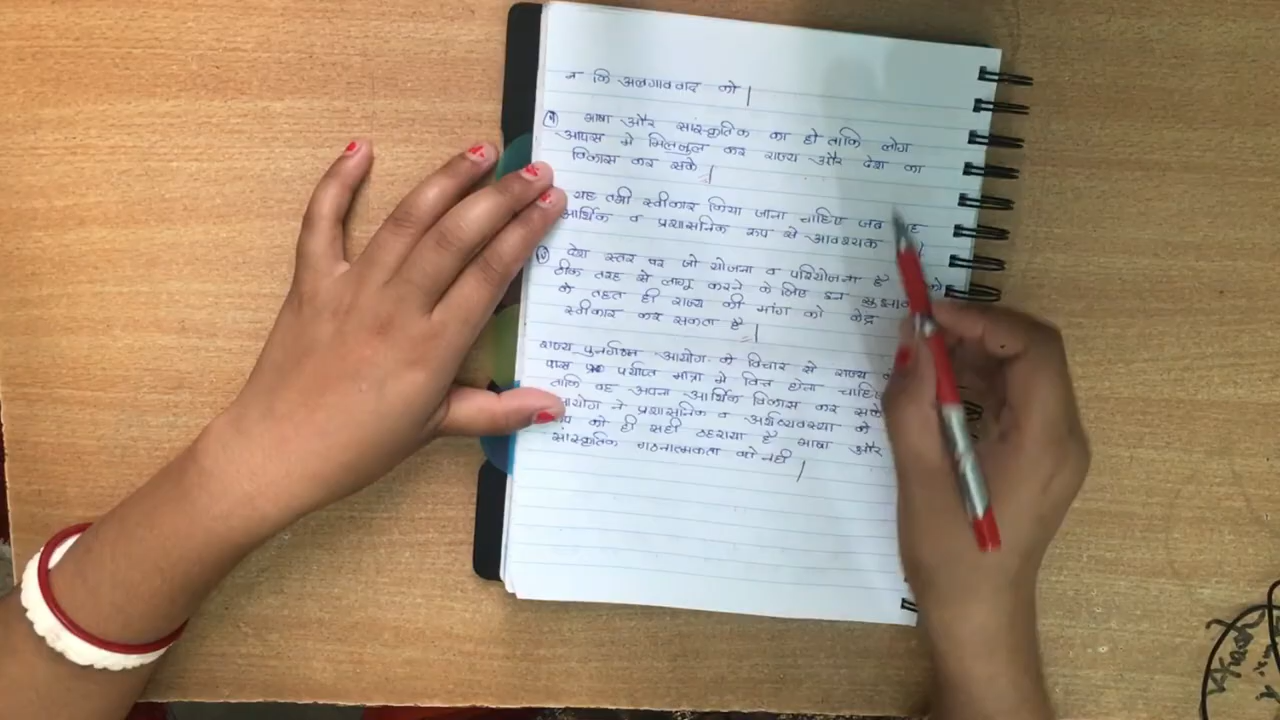 न कि अलगाववाद को |
(ii) भाषा और सांस्कृतिक का हो ताकि लोग
आपस में मिलजुल कर राज्य और देश का
विकास कर सके |
यह तभी स्वीकार किया जाना चाहिए जब
आर्थिक व प्रशासनिक रूप से आवश्यक
देश स्तर पर जो योजना व परियोजना है
ठीक तरह से लागू करने के लिए इन
के तहत ही राज्य की मांग को केंद्र
स्वीकार कर सकता है |
राज्य पुनर्गठन आयोग के विचार से राज्य
पास पर्याप्त मात्रा मे वित्त होना चाहिए
ताकि वह अपना आर्थिक विकास कर सके
आयोग ने प्रशासनिक व अर्थव्यवस्था को
को ही सही ठहराया है भाषा और
सांस्कृतिक गठनात्मकता को नही |